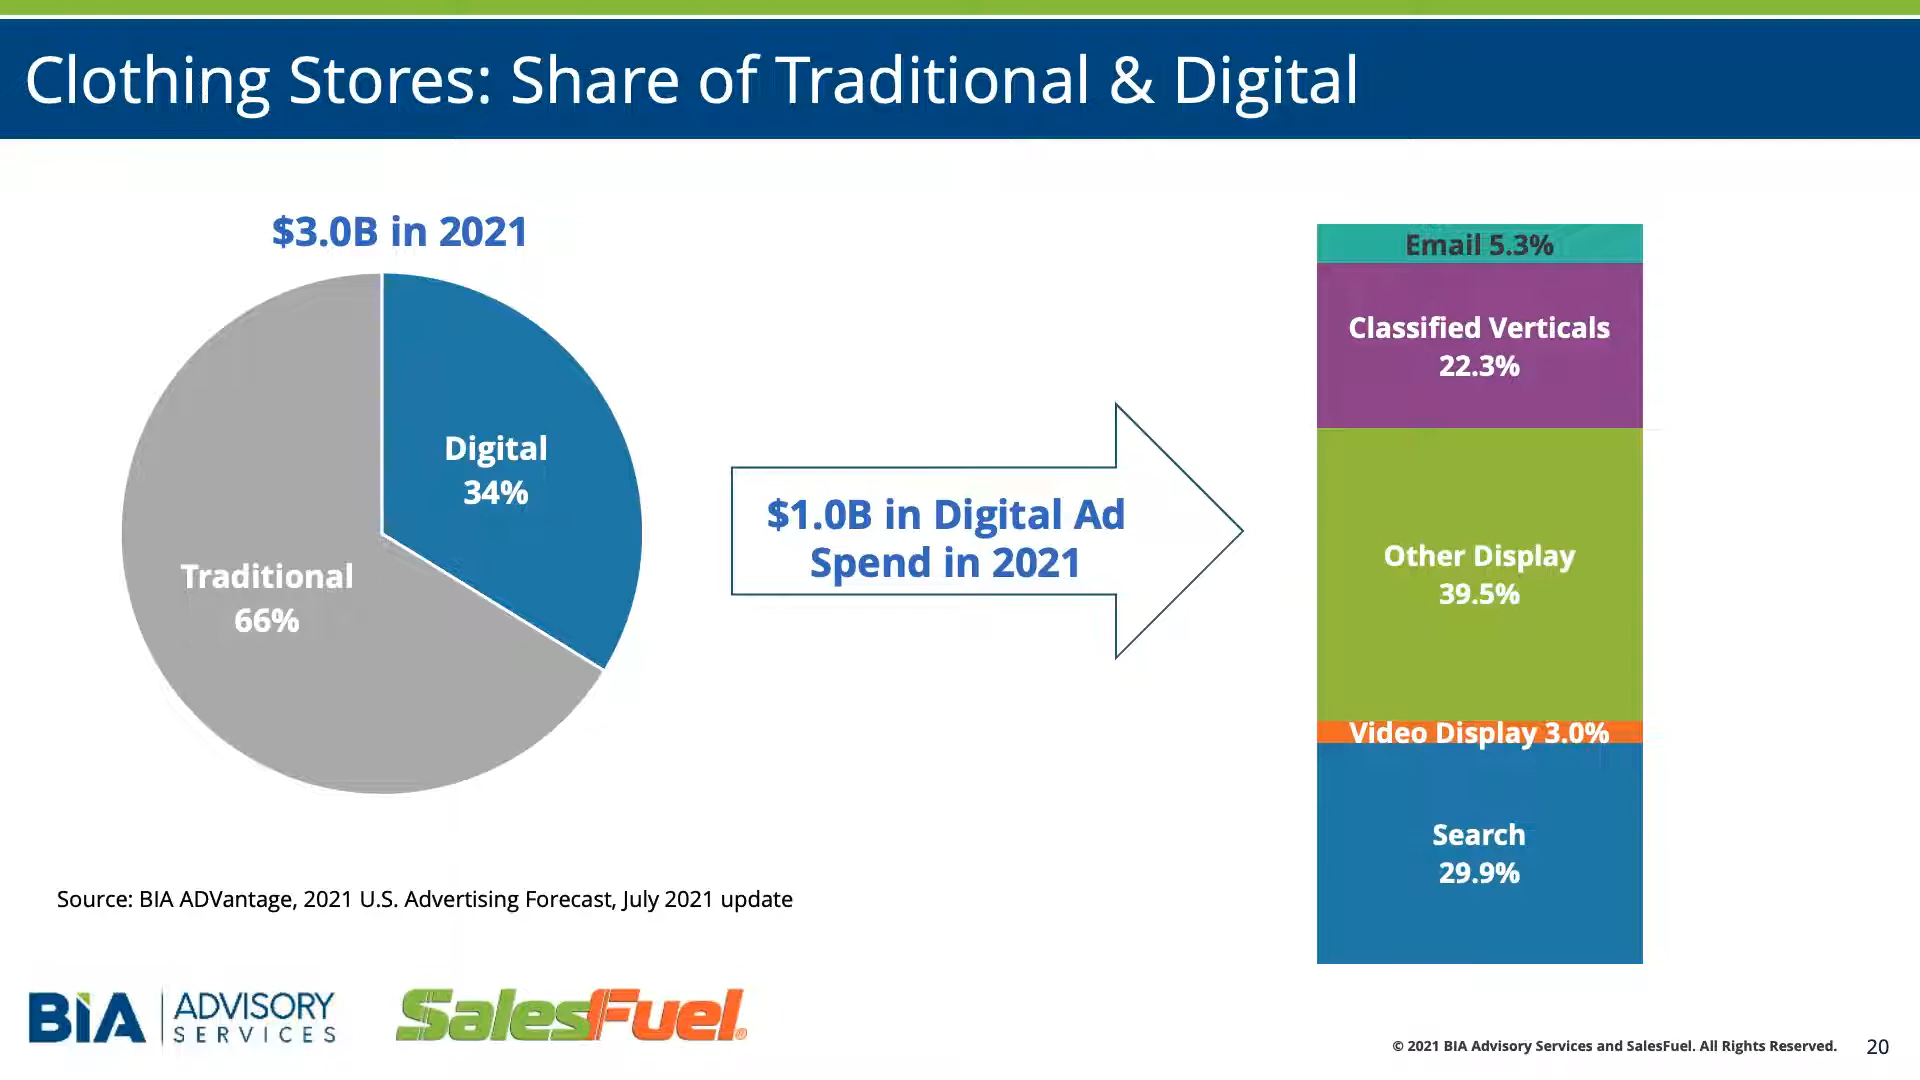 Clothing Stores: Share of Traditional & Digital
$3.0B in 2021
Digital
34%
Traditional
66%
$1.0B in Digital Ad
Spend in 2021
Email 5.3%
Classified Verticals
22.3%
Other Display
39.5%
Video Display 3.0%
Search
29.9%
Source: BIA ADVantage, 2021 U.S. Advertising Forecast, July 2021 update
BIA ADVISORY
SERVICES
SalesFuel®
© 2021 BIA Advisory Services and SalesFuel. All Rights Reserved.
20